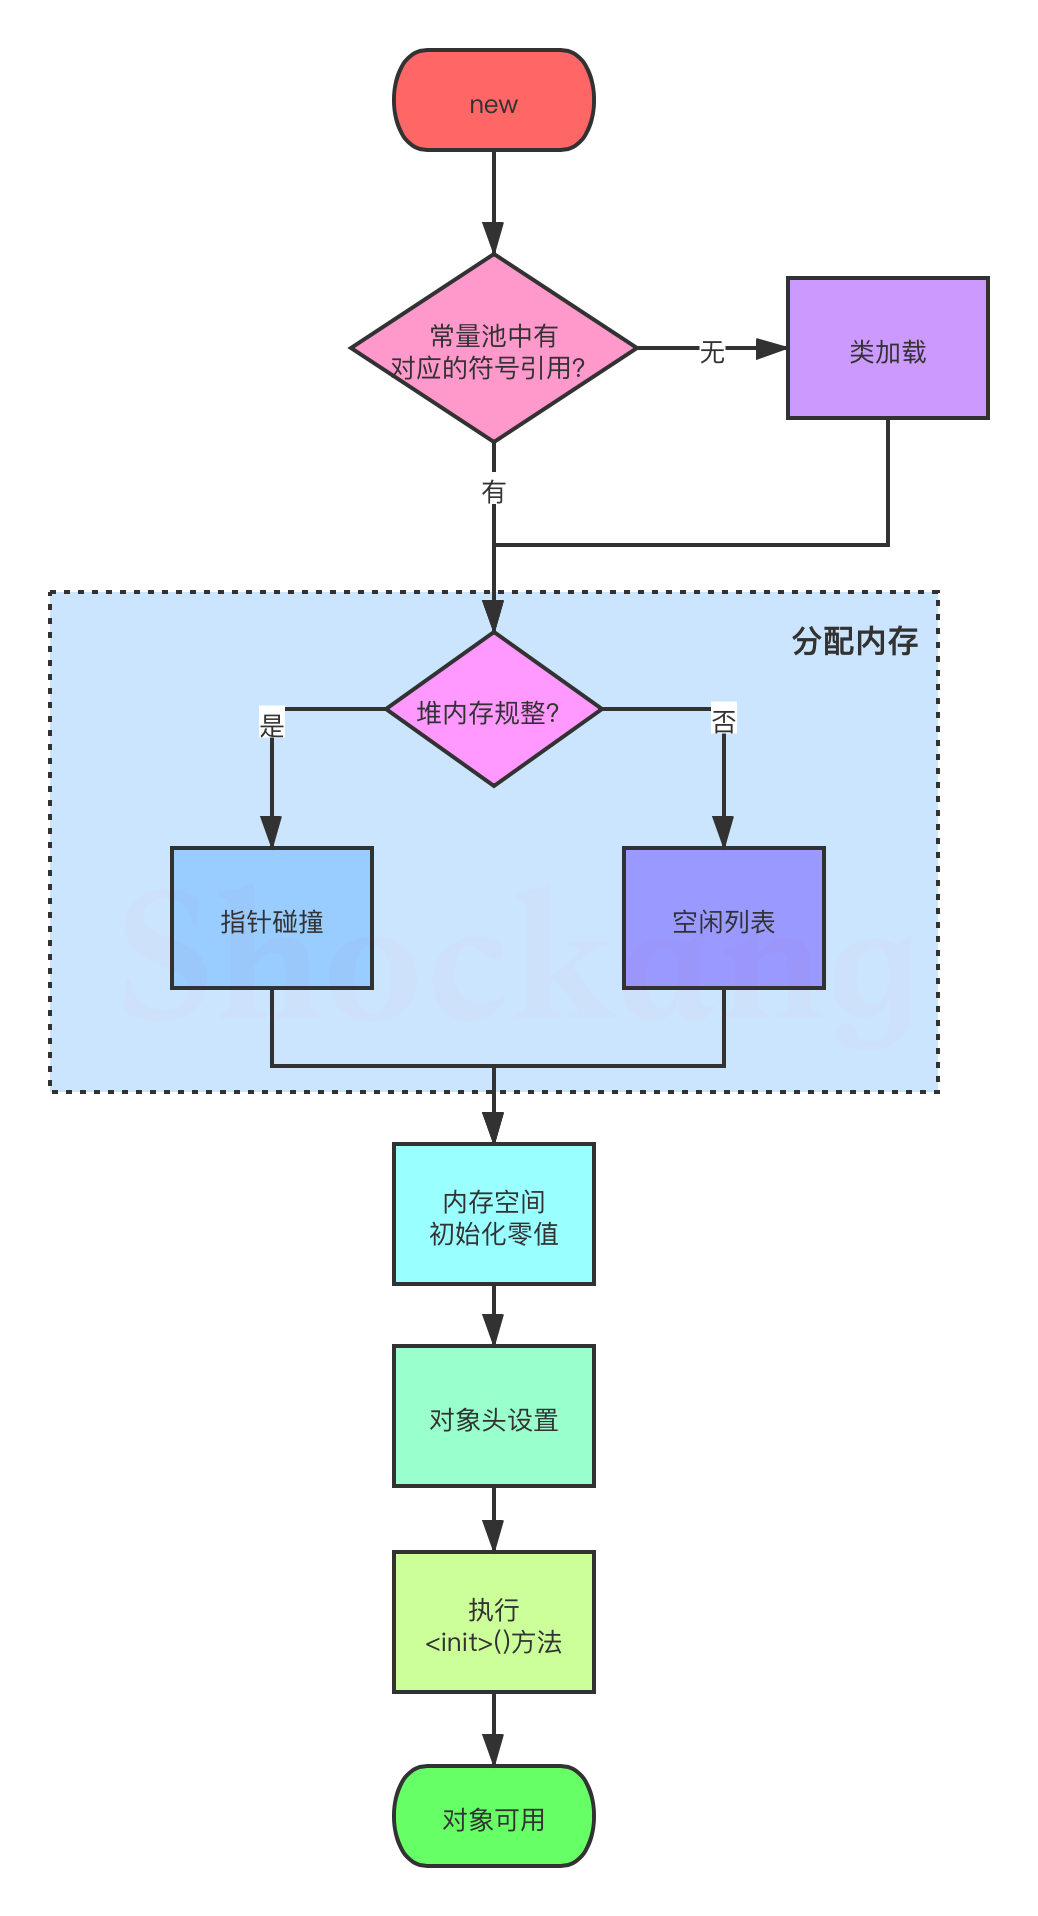 new
常量池中有
对应的符号引用?
无
类加载
有
分配内存
堆内存规整?
是
否
指针碰撞
空闲列表
Shockang
内存空间
初始化零值
对象头设置
执行
<init>()方法
对象可用